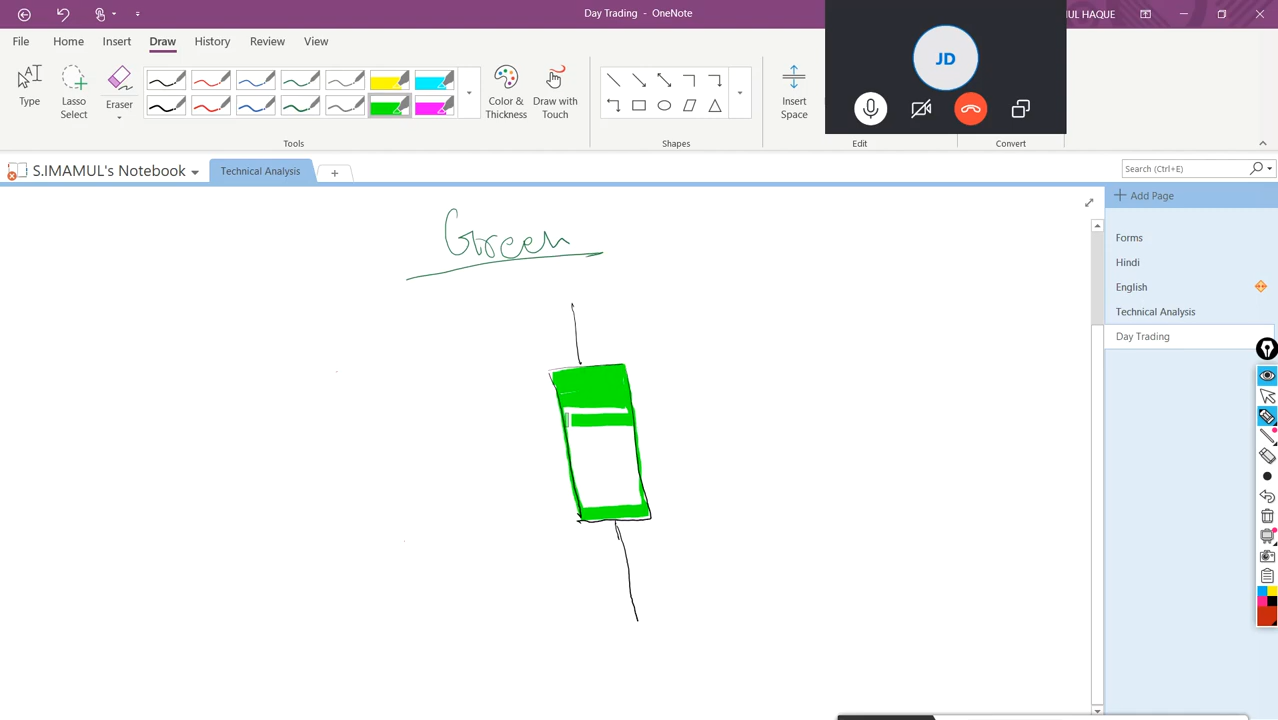 Day Trading - OneNote
JD
MUL HAQUE
File Home Insert Draw History Review View
Type
Lasso Select
Eraser
Color & Thickness
Draw with Touch
Insert Space
Tools
Shapes
Edit
Convert
S.IMAMUL's Notebook
Technical Analysis
Search (Ctrl+E)
Add Page
Green
Forms
Hindi
English
Technical Analysis
Day Trading